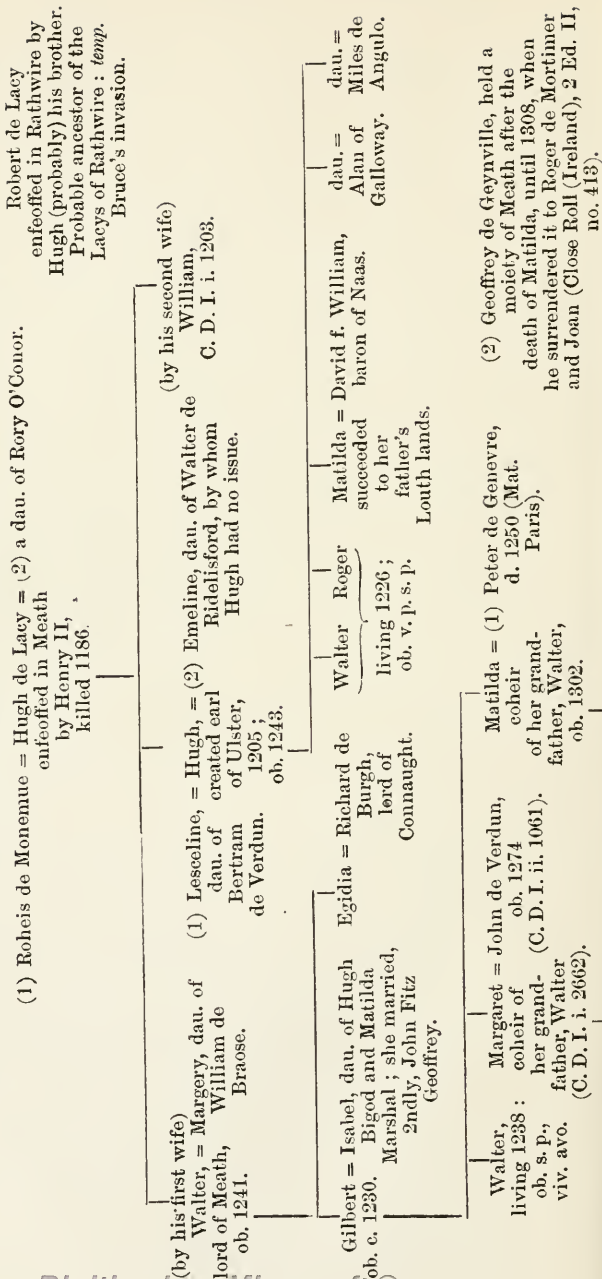 (1) Roheis de Monemue = Hugh de Lacy = (2) a dau. of Rory O'Conor.
enfeoffed in Meath
by Henry II,
killed 1186.
Robert de Lacy
enfeoffed in Rathwire by
Hugh (probably) his brother.
Probable ancestor of the
Lacys of Rathwire : temp.
Bruce's invasion.
(by his first wife)
Walter, = Margery, dau. of
lord of Meath, William de
ob. 1241. Braose.
(1) Lesceline, = Hugh, = (2) Emeline, dau. of Walter de
dau. of created earl Ridelisford, by whom
Bertram of Ulster, Hugh had no issue.
de Verdun. 1205 ;
ob. 1243.
(by his second wife)
William,
C. D. I. i. 1203.
Gilbert = Isabel, dau. of Hugh
ob. c. 1230. Bigod and Matilda
Marshal ; she married,
2ndly, John Fitz
Geoffrey.
Egidia = Richard de
Burgh,
lord of
Connaught.
Walter Roger
living 1226 ;
ob. v. p. s. p.
Matilda = David f. William,
succeeded baron of Naas.
to her
father's
Louth lands.
dau. =
Alan of
Galloway.
dau. =
Miles de
Angulo.
Walter,
living 1238 :
ob. s. p.,
viv. avo.
Margaret = John de Verdun,
coheir of ob. 1274
her grand- (C. D. I. ii. 1061).
father, Walter
(C. D. I. i. 2662).
Matilda = (1) Peter de Genevre,
coheir d. 1250 (Mat.
of her grand- Paris).
father, Walter,
ob. 1302.
(2) Geoffrey de Geynville, held a
moiety of Meath after the
death of Matilda, until 1308, when
he surrendered it to Roger de Mortimer
and Joan (Close Roll (Ireland), 2 Ed. II,
no. 413).